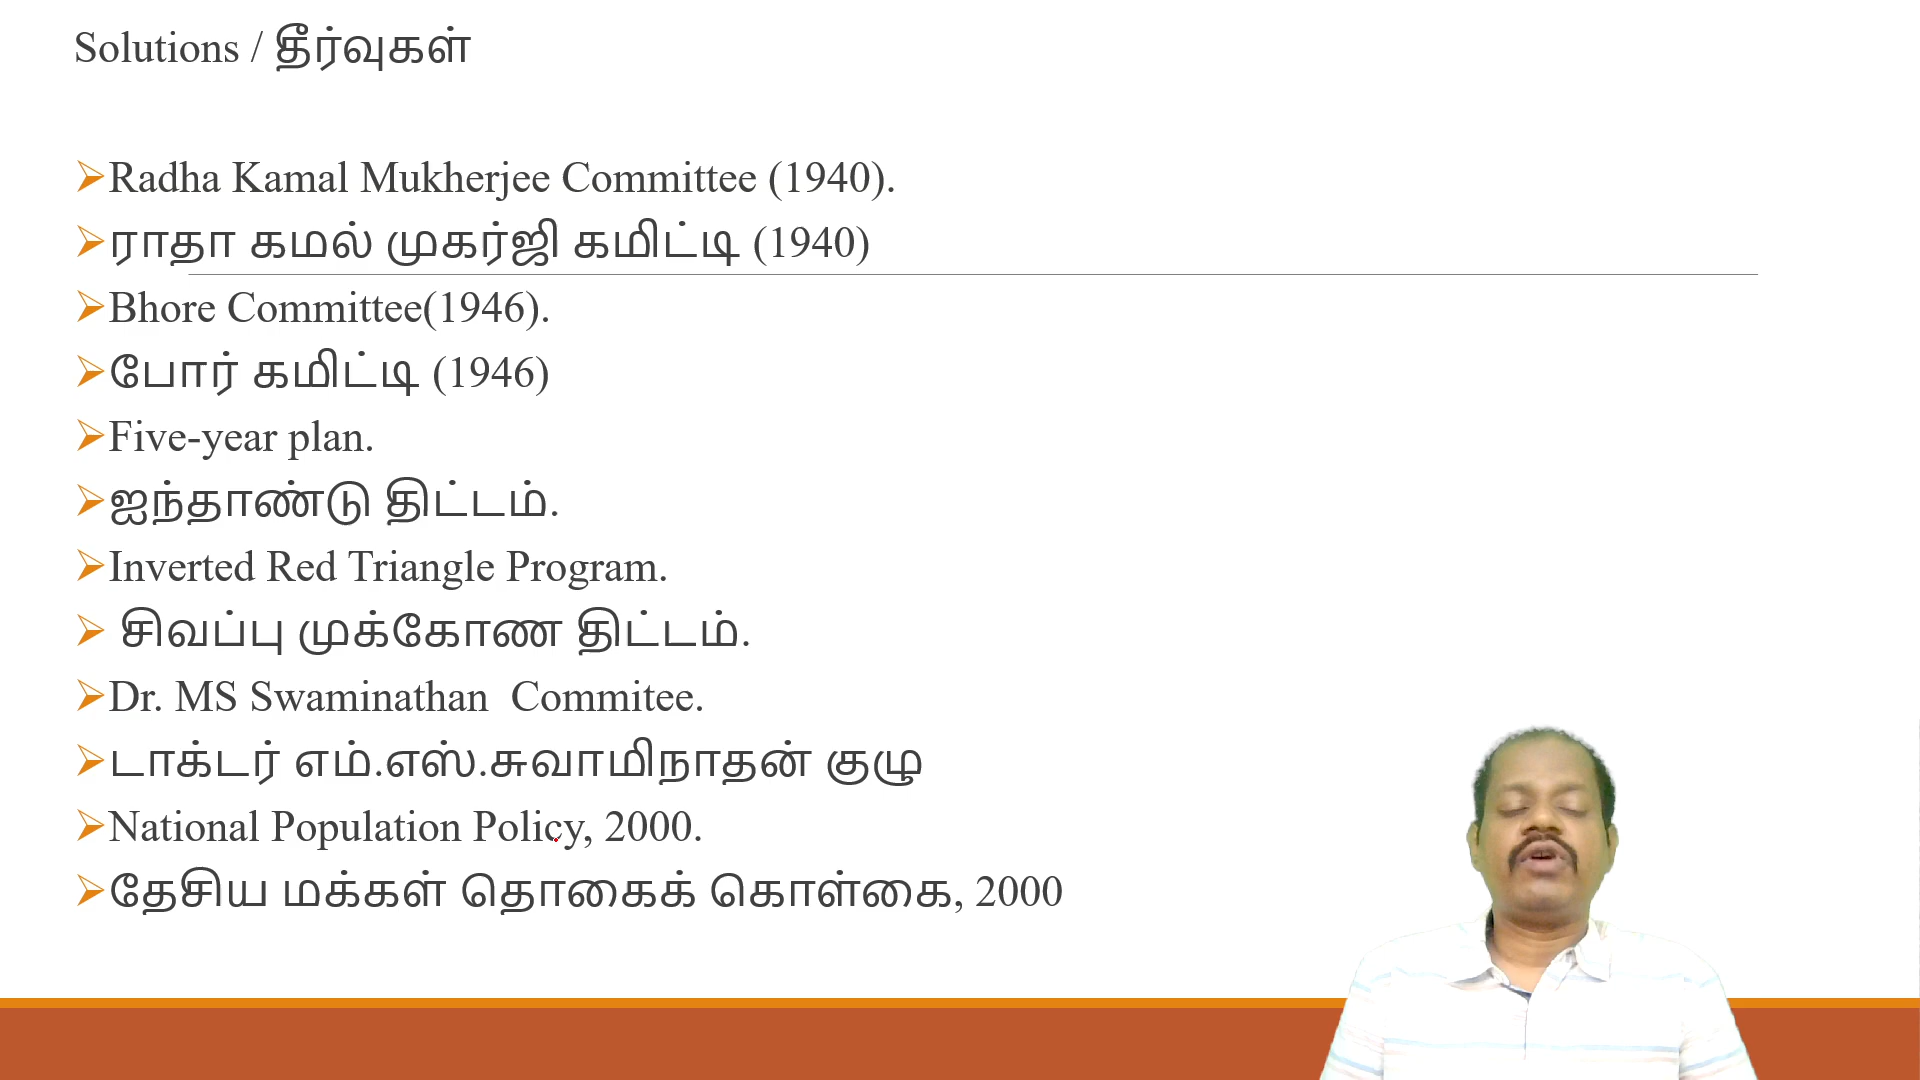 Solutions / தீர்வுகள்
Radha Kamal Mukherjee Committee (1940).
ராதா கமல் முகர்ஜி கமிட்டி (1940)
Bhore Committee(1946).
போர் கமிட்டி (1946)
Five-year plan.
ஐந்தாண்டு திட்டம்.
Inverted Red Triangle Program.
சிவப்பு முக்கோண திட்டம்.
Dr. MS Swaminathan  Commitee.
டாக்டர் எம்.எஸ்.சுவாமிநாதன் குழு
National Population Policy, 2000.
தேசிய மக்கள் தொகைக் கொள்கை, 2000